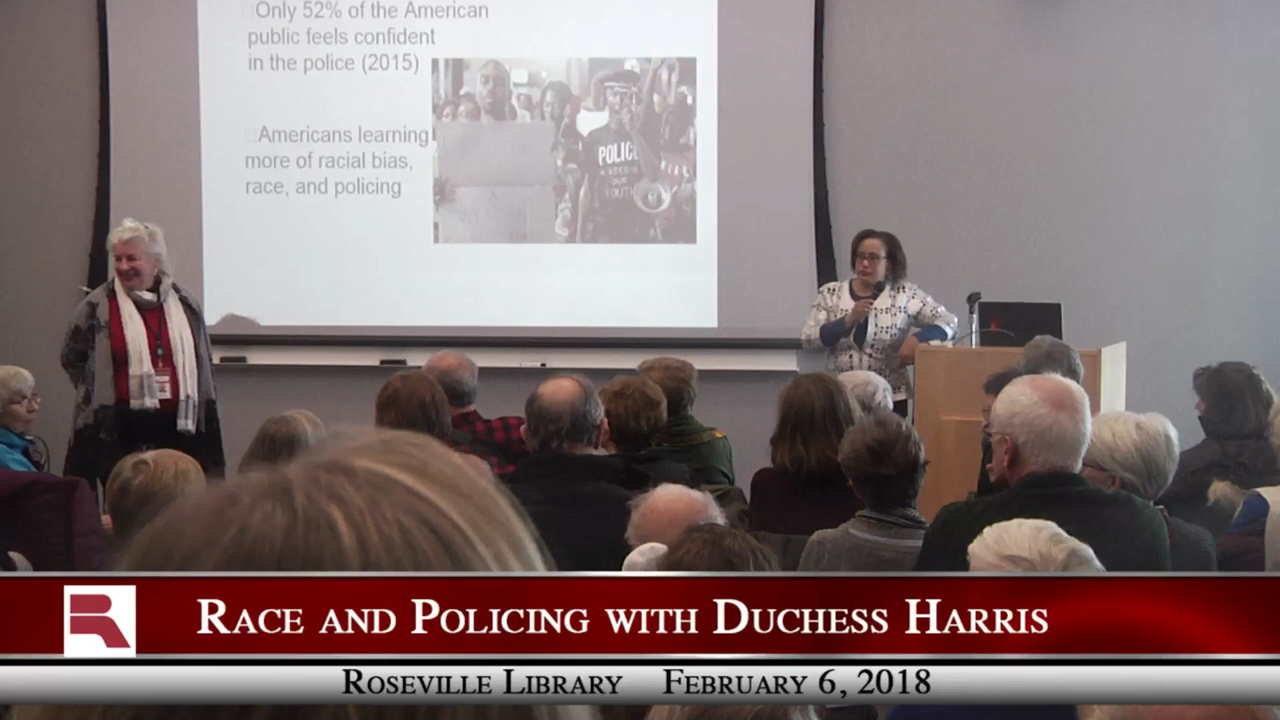 Only 52% of the American
public feels confident
in the police (2015)
Americans learning
more of racial bias,
race, and policing
POLICE
YOUTH
RACE AND POLICING WITH DUCHESS HARRIS
ROSEVILLE LIBRARY FEBRUARY 6, 2018